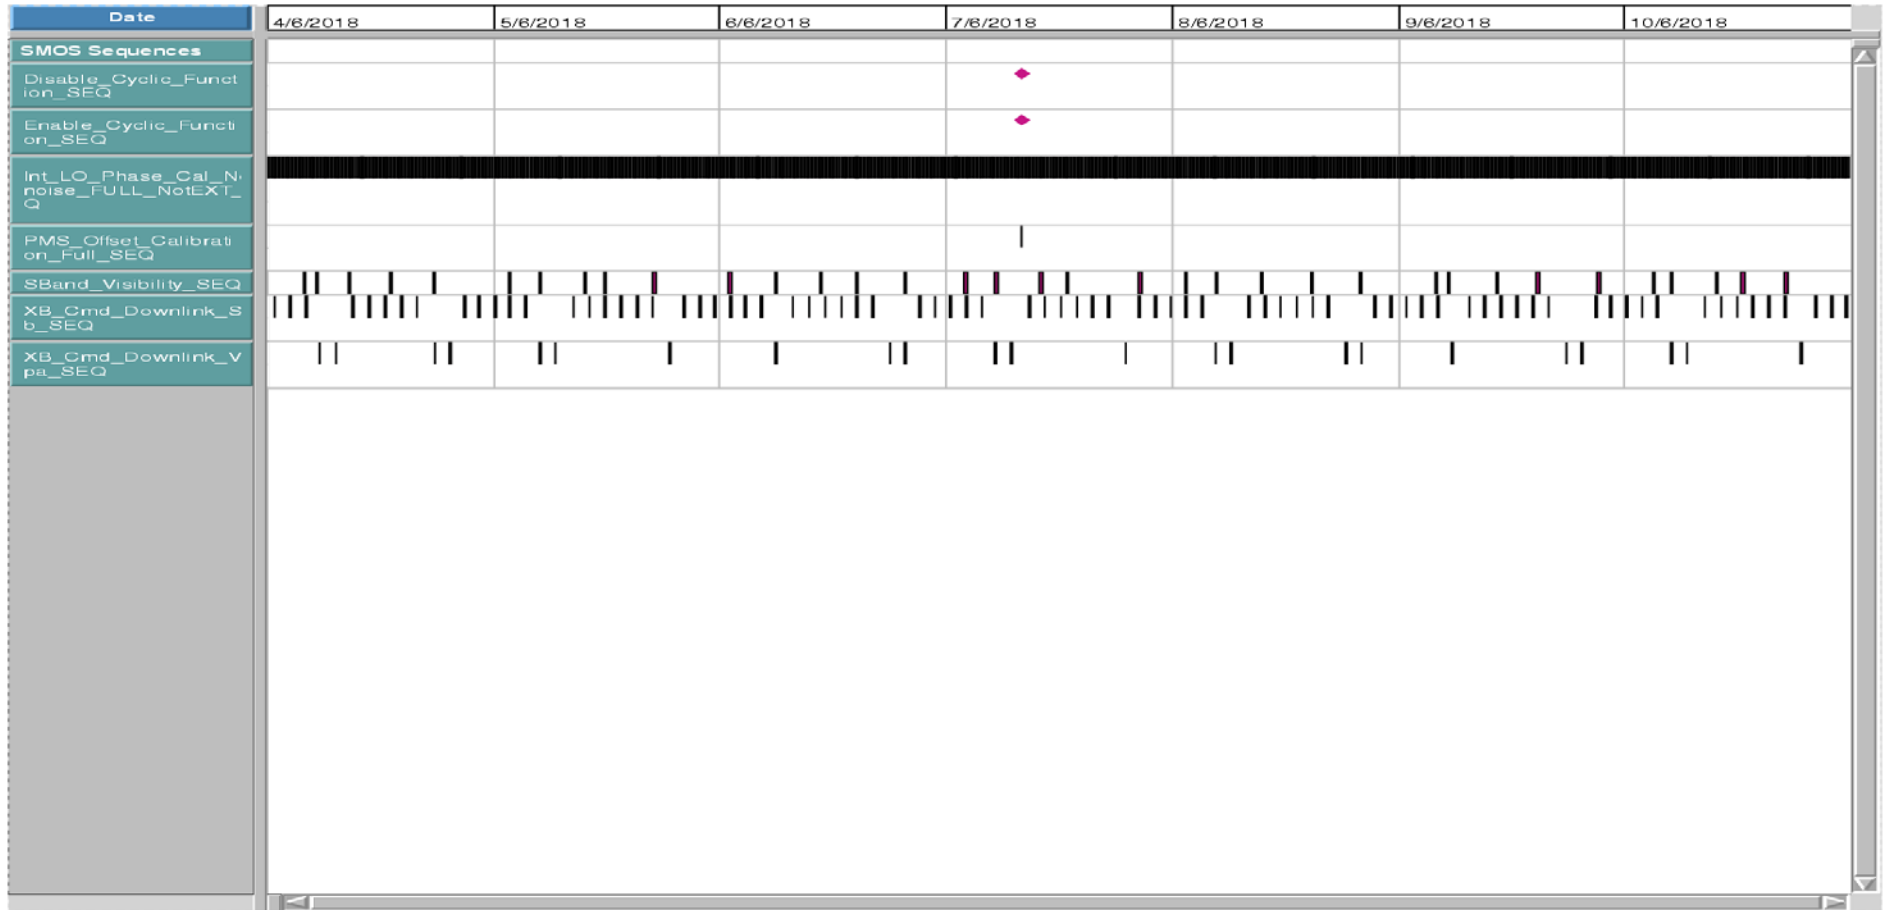 Date
4/6/2018 5/6/2018 6/6/2018 7/6/2018 8/6/2018 9/6/2018 10/6/2018
SMOS Sequences
Disable_Cyclic_Funct
ion_SEQ
Enable_Cyclic_Functi
on_SEQ
Int_LO_Phase_Cal_N
noise_FULL_NotEXT_
Q
PMS_Offset_Calibrati
on_Full_SEQ
SBand_Visibility_SEQ
XB_Cmd_Downlink_S
b_SEQ
XB_Cmd_Downlink_V
pa_SEQ